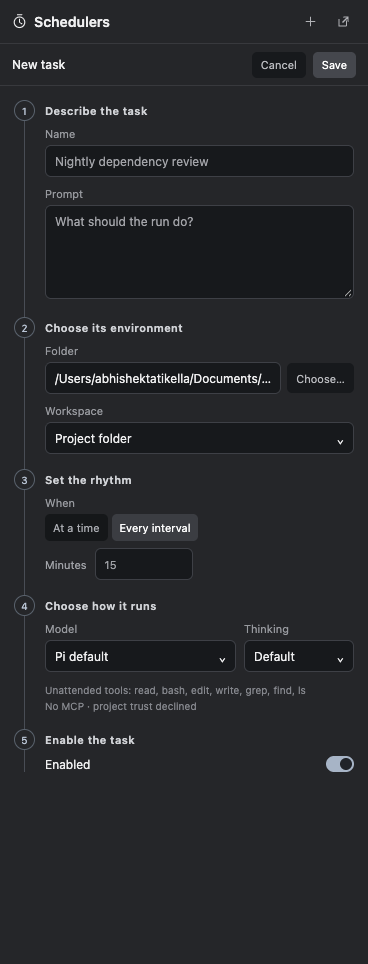 Schedulers
New task
Cancel
Save
1
Describe the task
Name
Nightly dependency review
Prompt
What should the run do?
2
Choose its environment
Folder
/Users/abhishektatikella/Documents/...
Choose...
Workspace
Project folder
3
Set the rhythm
When
At a time
Every interval
Minutes
15
4
Choose how it runs
Model
Thinking
Pi default
Default
Unattended tools: read, bash, edit, write, grep, find, ls
No MCP · project trust declined
5
Enable the task
Enabled